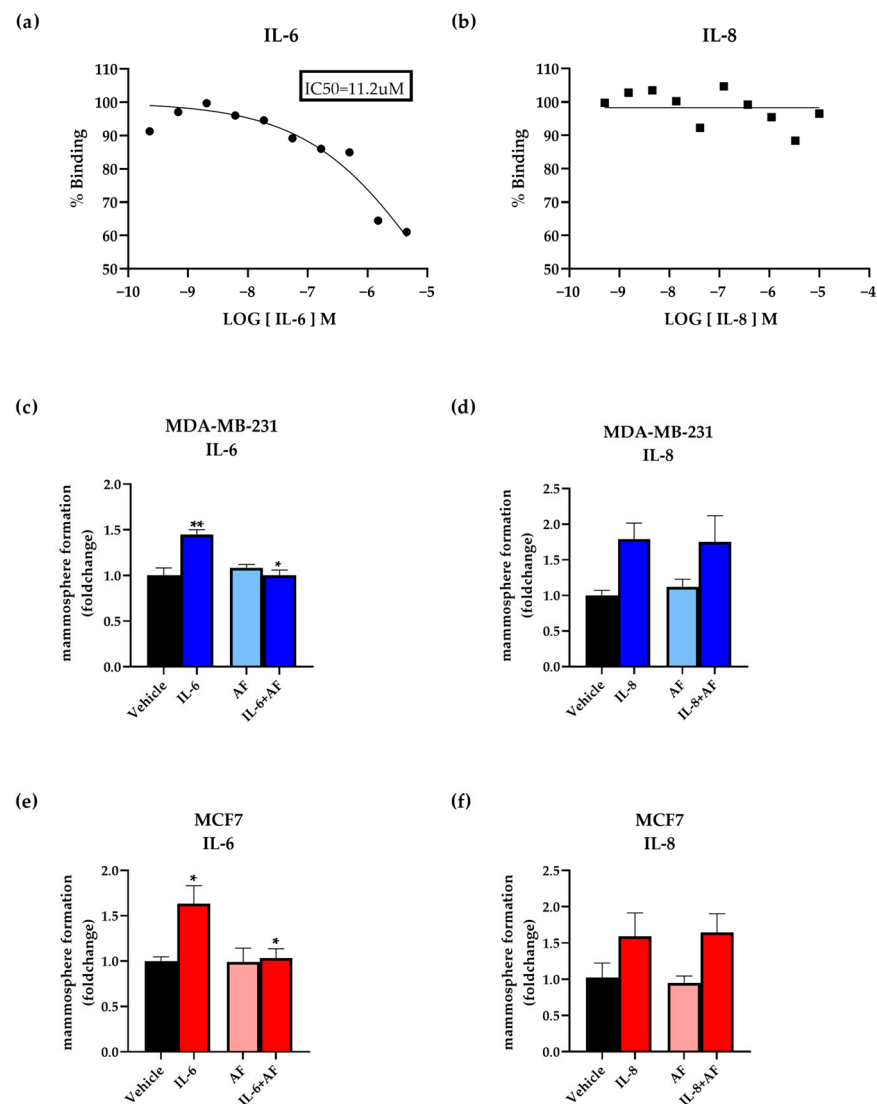 (a)
IL-6
IC50=11.2uM
% Binding
110
100
90
80
70
60
50
−10 −9 −8 −7 −6 −5
LOG [ IL-6 ] M
(b)
IL-8
% Binding
110
100
90
80
70
60
50
−10 −9 −8 −7 −6 −5 −4
LOG [ IL-8 ] M
(c)
MDA-MB-231
IL-6
mammosphere formation
(foldchange)
2.0
1.5
1.0
0.5
0.0
**
*
Vehicle IL-6 AF IL-6+AF
(d)
MDA-MB-231
IL-8
mammosphere formation
(foldchange)
2.5
2.0
1.5
1.0
0.5
0.0
Vehicle IL-8 AF IL-8+AF
(e)
MCF7
IL-6
mammosphere formation
(foldchange)
2.0
1.5
1.0
0.5
0.0
*
*
Vehicle IL-6 AF IL-6+AF
(f)
MCF7
IL-8
mammosphere formation
(foldchange)
2.5
2.0
1.5
1.0
0.5
0.0
Vehicle IL-8 AF IL-8+AF